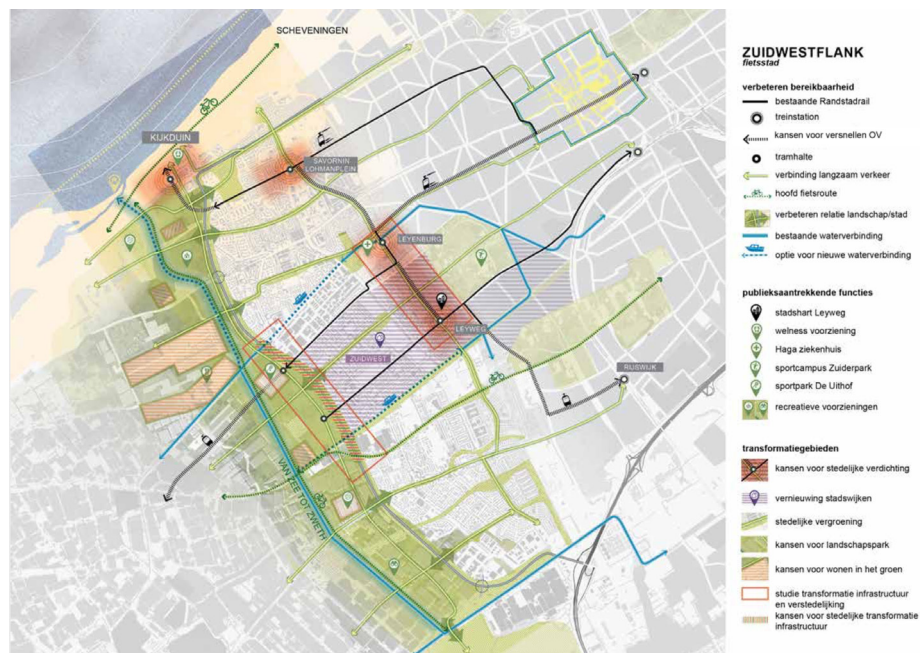 SCHEVENINGEN
KIJKDUIN
SAVORNIN
LOHMANPLEIN
LEYENBURG
LEYWEG
ZUIDWEST
RIJSWIJK
VAN ZEE TOT ZWETH
ZUIDWESTFLANK
fietsstad
verbeteren bereikbaarheid
bestaande Randstadrail
treinstation
kansen voor versnellen OV
tramhalte
verbinding langzaam verkeer
hoofd fietsroute
verbeteren relatie landschap/stad
bestaande waterverbinding
optie voor nieuwe waterverbinding
publieksaantrekkende functies
stadshart Leyweg
welness voorziening
Haga ziekenhuis
sportcampus Zuiderpark
sportpark De Uithof
recreatieve voorzieningen
transformatiegebieden
kansen voor stedelijke verdichting
vernieuwing stadswijken
stedelijke vergroening
kansen voor landschapspark
kansen voor wonen in het groen
studie transformatie infrastructuur
en verstedelijking
kansen voor stedelijke transformatie
infrastructuur